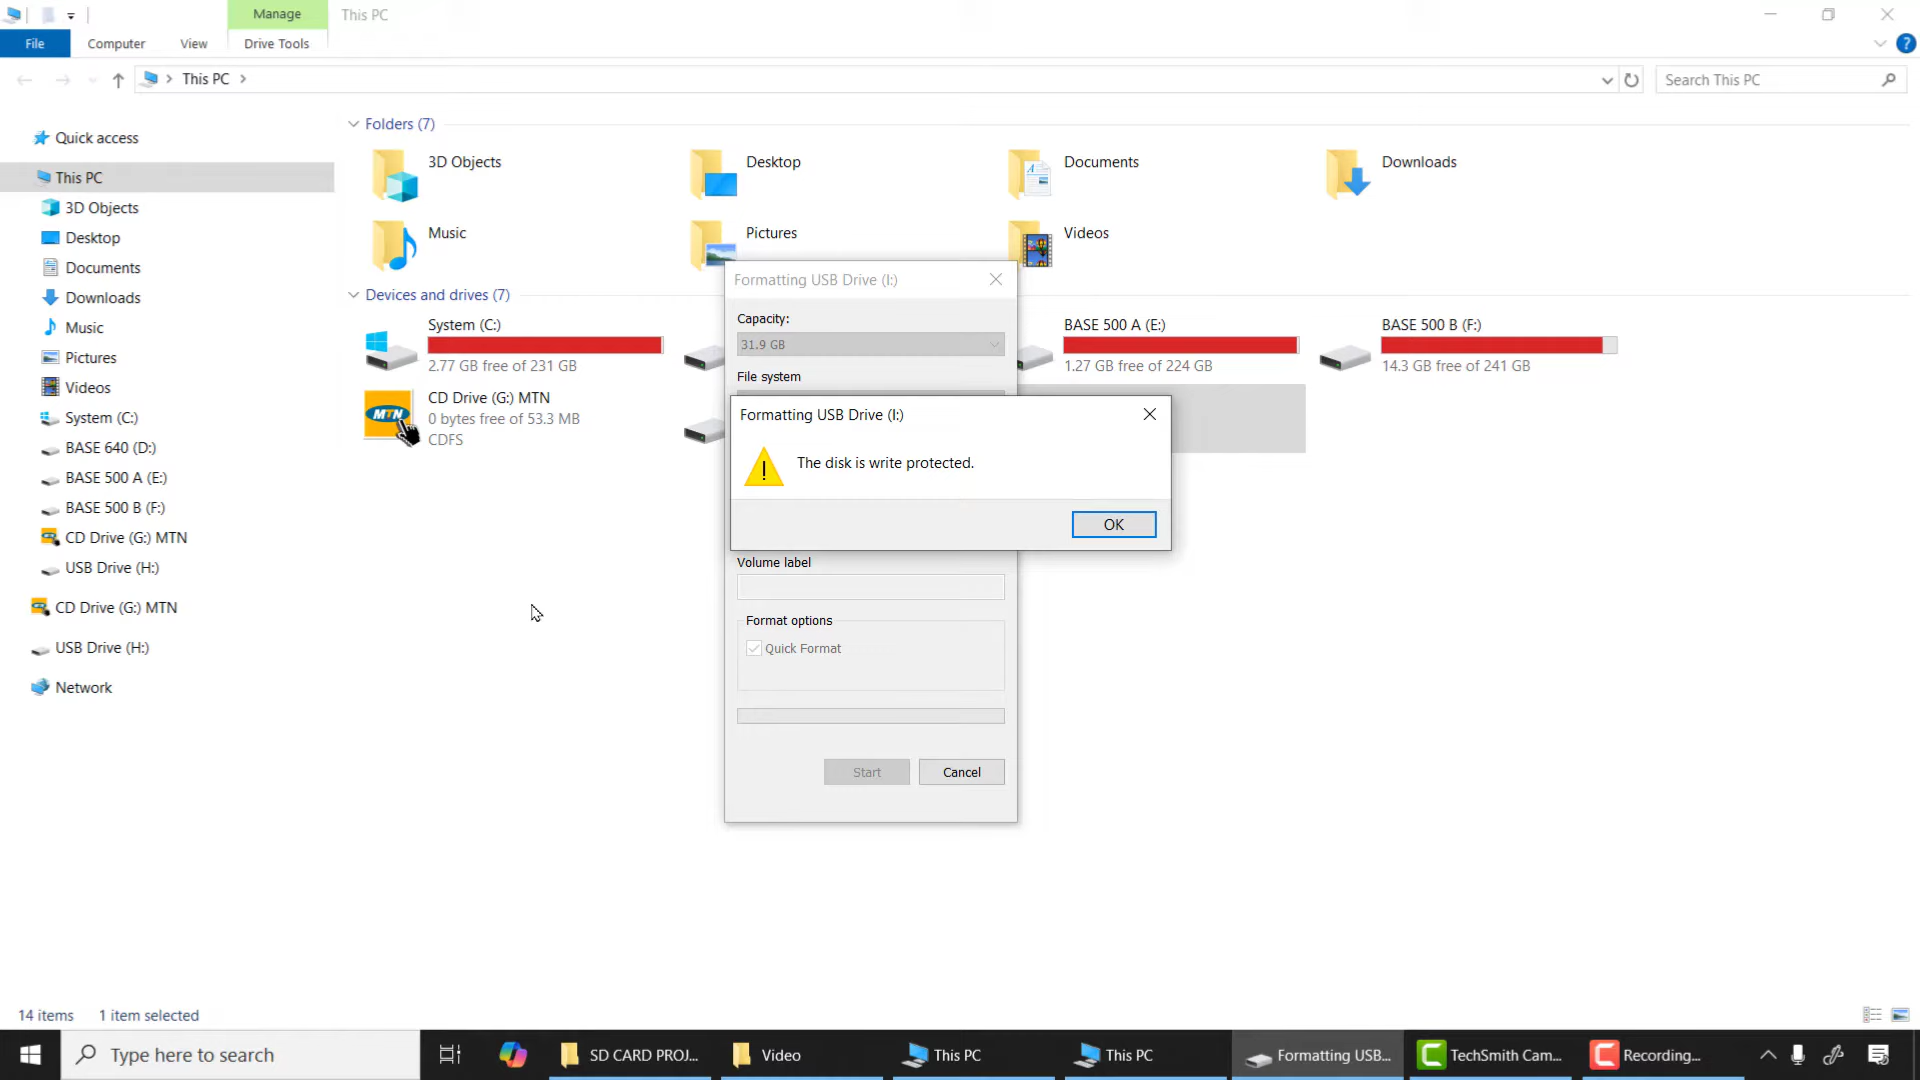 Manage
This PC
File
Computer
View
Drive Tools
This PC
Search This PC
Quick access
This PC
3D Objects
Desktop
Documents
Downloads
Music
Pictures
Videos
System (C:)
BASE 640 (D:)
BASE 500 A (E:)
BASE 500 B (F:)
CD Drive (G:) MTN
USB Drive (H:)
CD Drive (G:) MTN
USB Drive (H:)
Network
Folders (7)
3D Objects
Desktop
Documents
Downloads
Music
Pictures
Videos
Devices and drives (7)
System (C:)
2.77 GB free of 231 GB
BASE 500 A (E:)
1.27 GB free of 224 GB
BASE 500 B (F:)
14.3 GB free of 241 GB
MTN
CD Drive (G:) MTN
0 bytes free of 53.3 MB
CDFS
Formatting USB Drive (I:)
Capacity:
31.9 GB
File system
Formatting USB Drive (I:)
The disk is write protected.
OK
Volume label
Format options
Quick Format
Start
Cancel
14 items
1 item selected
Type here to search
SD CARD PROJ...
Video
This PC
This PC
Formatting USB...
TechSmith Cam...
Recording...